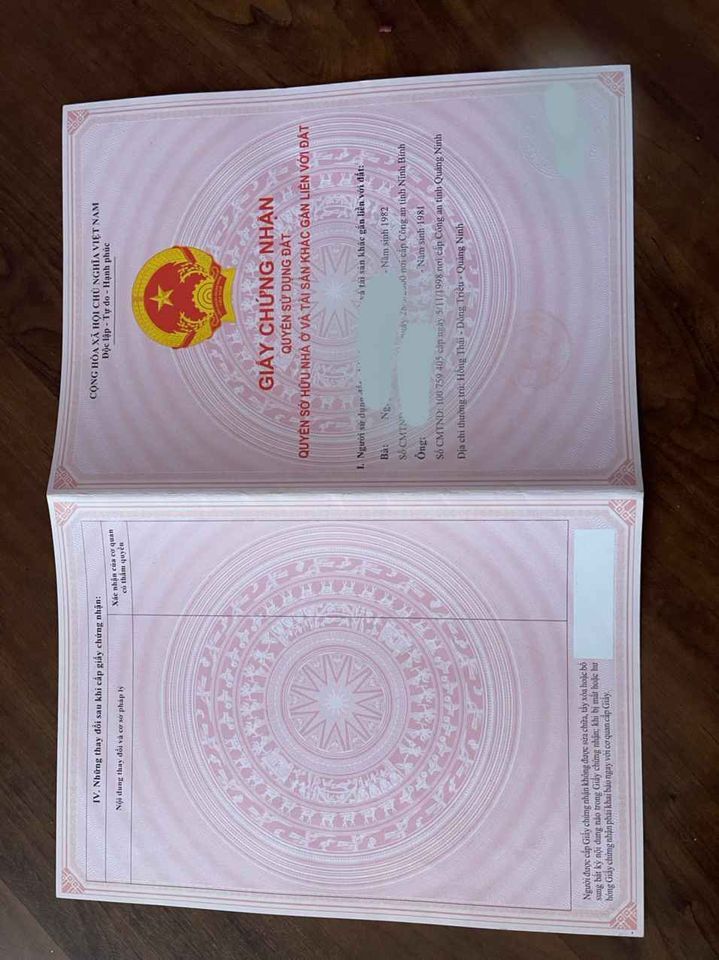 CỘNG HÒA XÃ HỘI CHỦ NGHĨA VIỆT NAM
Độc lập - Tự do - Hạnh phúc
GIẤY CHỨNG NHẬN
QUYỀN SỬ DỤNG ĐẤT
QUYỀN SỞ HỮU NHÀ Ở VÀ TÀI SẢN KHÁC GẮN LIỀN VỚI ĐẤT
I. Người sử dụng và tài sản khác gắn liền với đất:
Bà: - Năm sinh 1982
Số CMTND: nơi cấp Công an tỉnh Ninh Bình
Ông: - Năm sinh 1981
Số CMTND: 100 759 405 cấp ngày 5/11/1998 nơi cấp Công an tỉnh Quảng Ninh
Địa chỉ thường trú: Hồng Thái - Đông Triều - Quảng Ninh
IV. Những thay đổi sau khi cấp giấy chứng nhận:
Nội dung thay đổi và cơ sở pháp lý
Xác nhận của cơ quan
có thẩm quyền
Người được cấp Giấy chứng nhận không được sửa chữa, tẩy xóa hoặc bổ
sung bất kỳ nội dung nào trong Giấy chứng nhận; khi bị mất hoặc hư
hỏng Giấy chứng nhận phải khai báo ngay với cơ quan cấp Giấy.